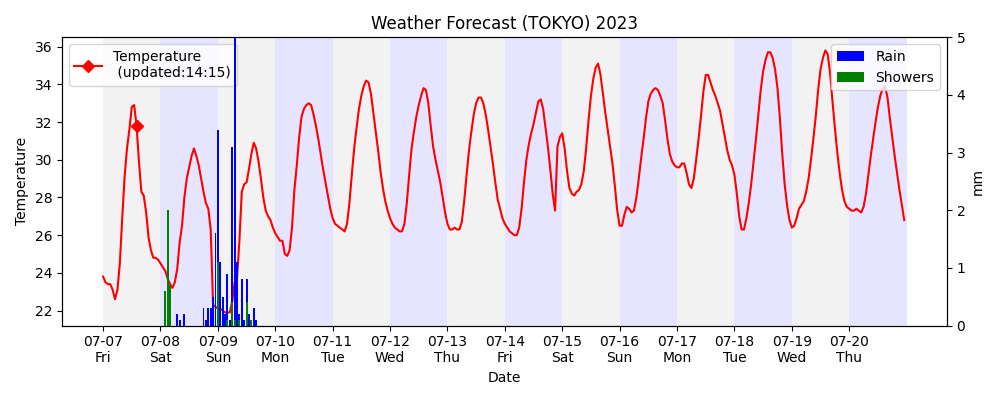 Weather Forecast (TOKYO) 2023
Temperature
(updated:14:15)
Rain
Showers
36
34
32
30
28
26
24
22
Temperature
5
4
3
2
1
0
mm
07-07 07-08 07-09 07-10 07-11 07-12 07-13 07-14 07-15 07-16 07-17 07-18 07-19 07-20
Fri Sat Sun Mon Tue Wed Thu Fri Sat Sun Mon Tue Wed Thu
Date